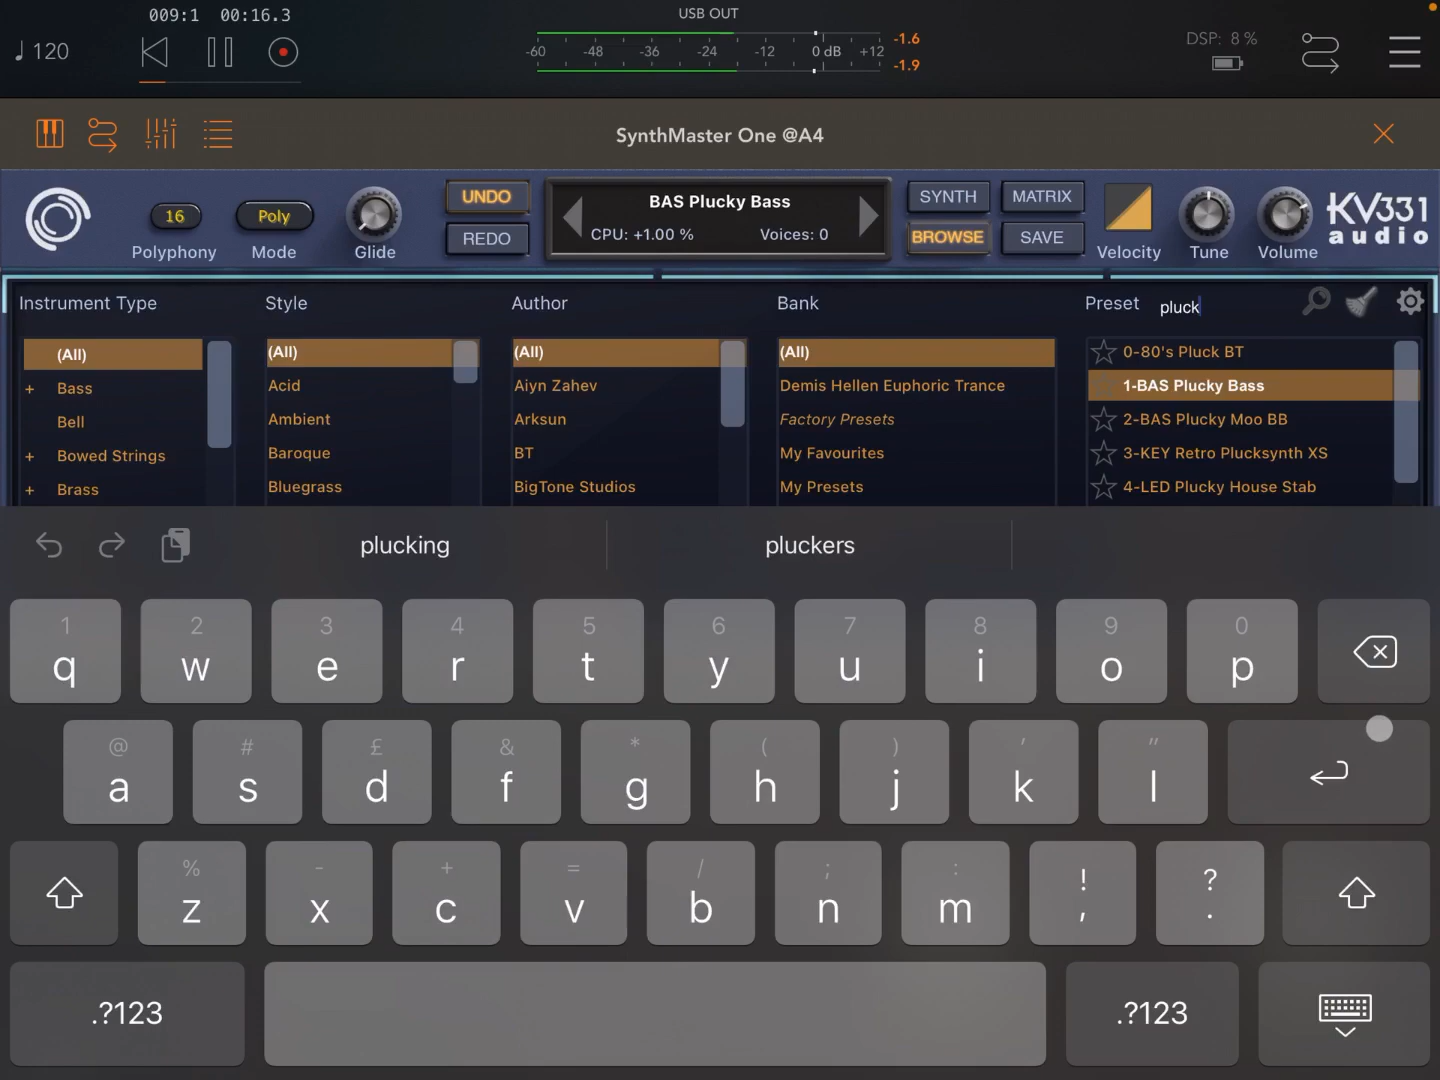 009:1 00:16.3
USB OUT
♩120
-60 -48 -36 -24 -12 0 dB +12
-1.6
-1.9
DSP: 8 %
SynthMaster One @A4
16
Polyphony
Poly
Mode
Glide
UNDO
REDO
BAS Plucky Bass
CPU: +1.00 % Voices: 0
SYNTH MATRIX
BROWSE SAVE
Velocity
Tune
Volume
KV331
audio
Instrument Type
(All)
+ Bass
Bell
+ Bowed Strings
+ Brass
Style
(All)
Acid
Ambient
Baroque
Bluegrass
Author
(All)
Aiyn Zahev
Arksun
BT
BigTone Studios
Bank
(All)
Demis Hellen Euphoric Trance
Factory Presets
My Favourites
My Presets
Preset pluck
0-80's Pluck BT
1-BAS Plucky Bass
2-BAS Plucky Moo BB
3-KEY Retro Plucksynth XS
4-LED Plucky House Stab
plucking pluckers
1 2 3 4 5 6 7 8 9 0
q w e r t y u i o p
@ # £ & * ( ) ' "
a s d f g h j k l
% - + = / ; : ! ?
z x c v b n m , .
.?123 .?123